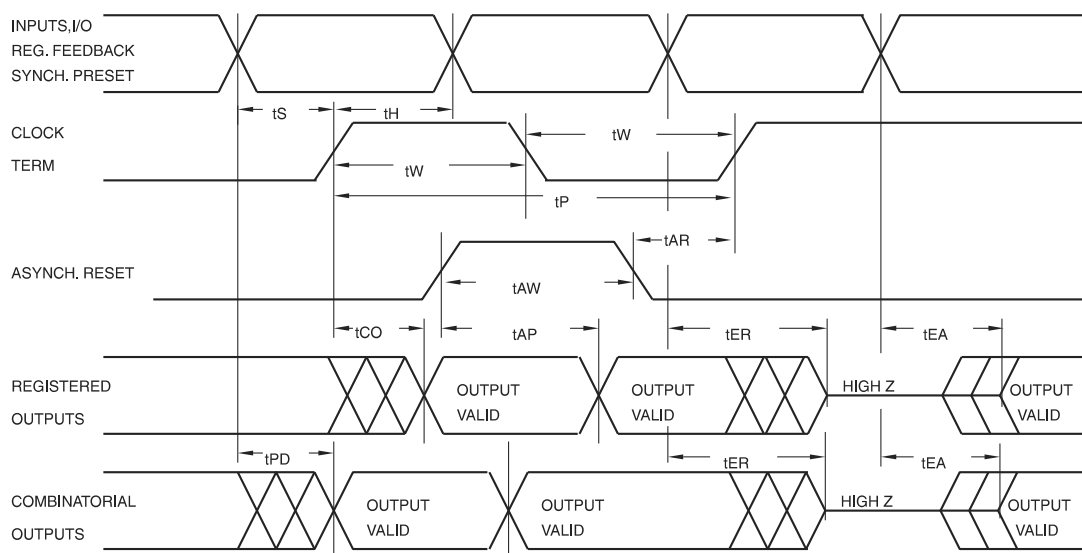 INPUTS,I/O
REG. FEEDBACK
SYNCH. PRESET
tS
tH
CLOCK
TERM
tW
tW
tP
tAR
ASYNCH. RESET
tAW
tCO
tAP
tER
tEA
REGISTERED
OUTPUTS
OUTPUT
VALID
OUTPUT
VALID
HIGH Z
OUTPUT
VALID
tPD
tER
tEA
COMBINATORIAL
OUTPUTS
OUTPUT
VALID
OUTPUT
VALID
HIGH Z
OUTPUT
VALID